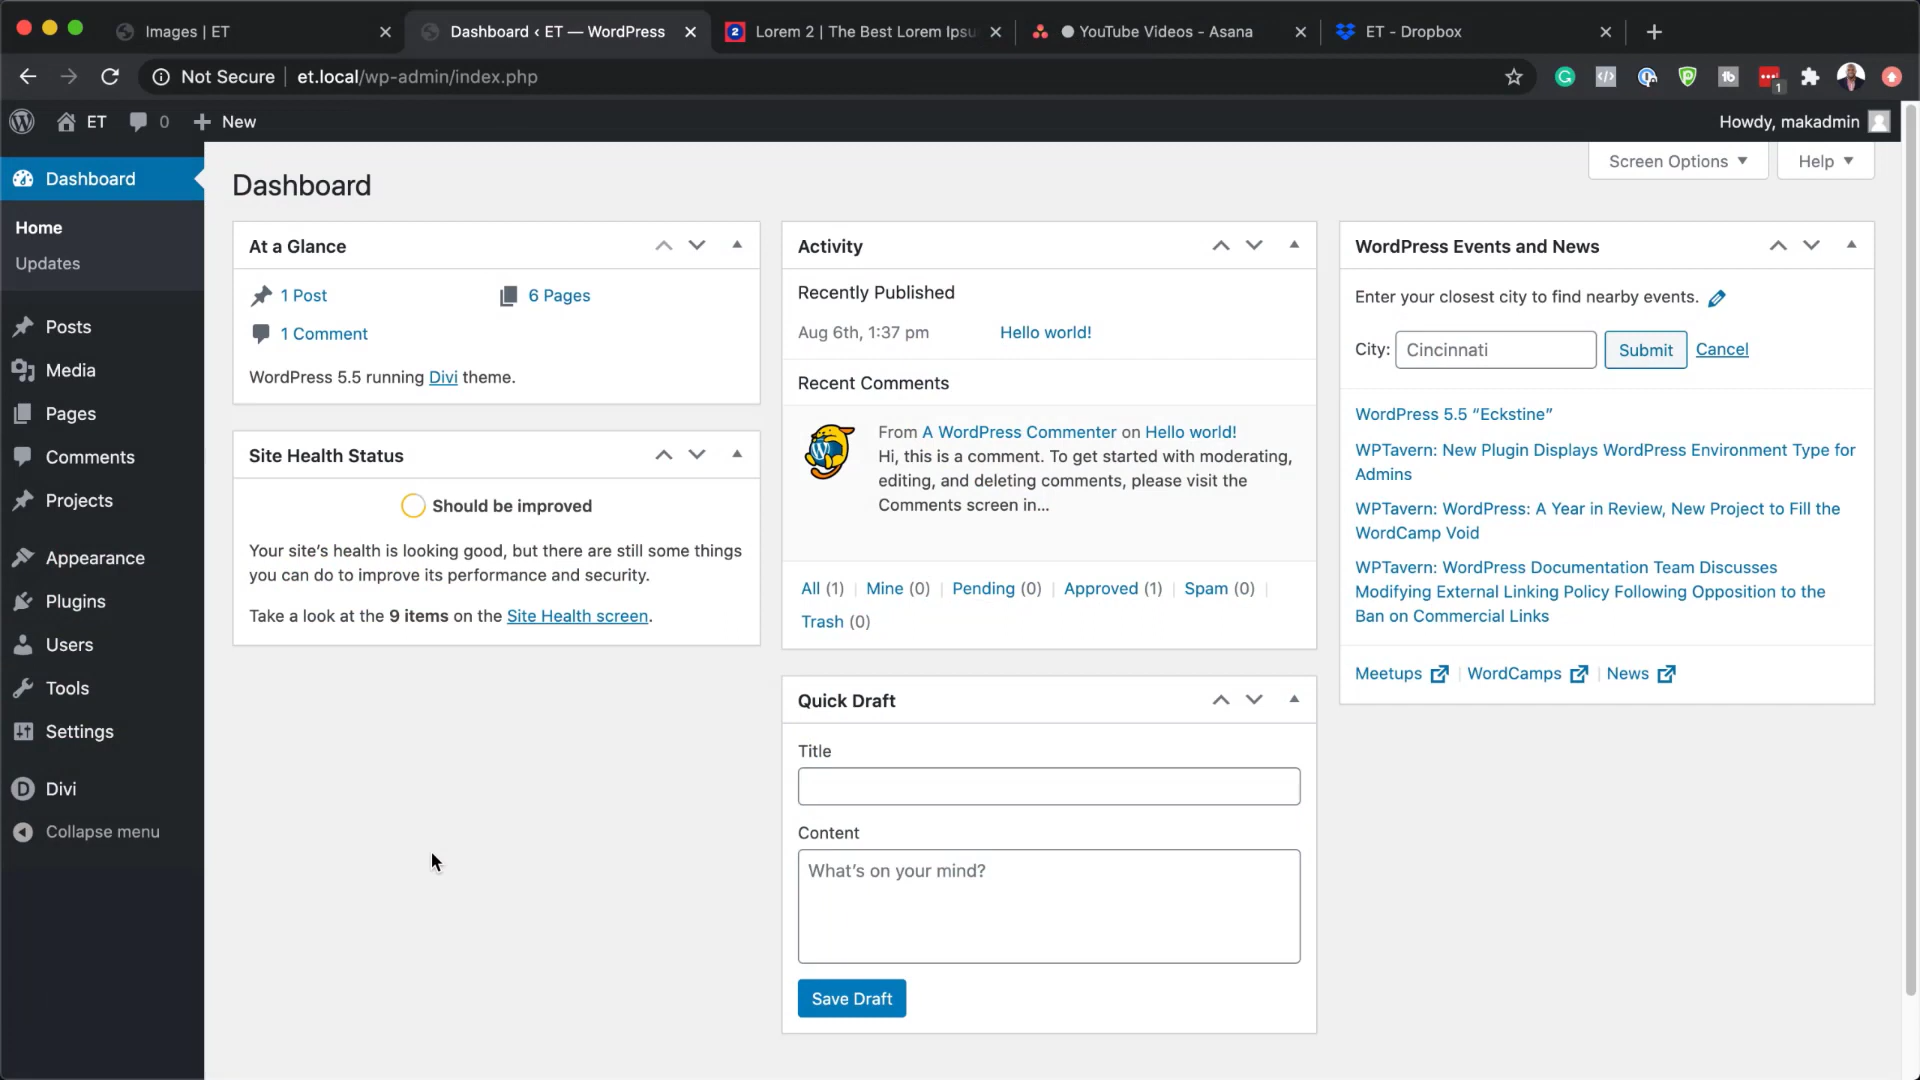 Images | ET
Dashboard ‹ ET — WordPress
2
Lorem 2 | The Best Lorem Ipsu
YouTube Videos - Asana
ET - Dropbox
Not Secure
et.local/wp-admin/index.php
1
ET
0
New
Howdy, makadmin
Screen Options
Help
Dashboard
Home
Updates
Posts
Media
Pages
Comments
Projects
Appearance
Plugins
Users
Tools
Settings
Divi
Collapse menu
Dashboard
At a Glance
1 Post
6 Pages
1 Comment
WordPress 5.5 running Divi theme.
Site Health Status
Should be improved
Your site’s health is looking good, but there are still some things
you can do to improve its performance and security.
Take a look at the 9 items on the Site Health screen.
Activity
Recently Published
Aug 6th, 1:37 pm
Hello world!
Recent Comments
From A WordPress Commenter on Hello world!
Hi, this is a comment. To get started with moderating,
editing, and deleting comments, please visit the
Comments screen in…
All (1) | Mine (0) | Pending (0) | Approved (1) | Spam (0) |
Trash (0)
Quick Draft
Title
Content
What’s on your mind?
Save Draft
WordPress Events and News
Enter your closest city to find nearby events.
City:
Cincinnati
Submit
Cancel
WordPress 5.5 “Eckstine”
WPTavern: New Plugin Displays WordPress Environment Type for
Admins
WPTavern: WordPress: A Year in Review, New Project to Fill the
WordCamp Void
WPTavern: WordPress Documentation Team Discusses
Modifying External Linking Policy Following Opposition to the
Ban on Commercial Links
Meetups | WordCamps | News